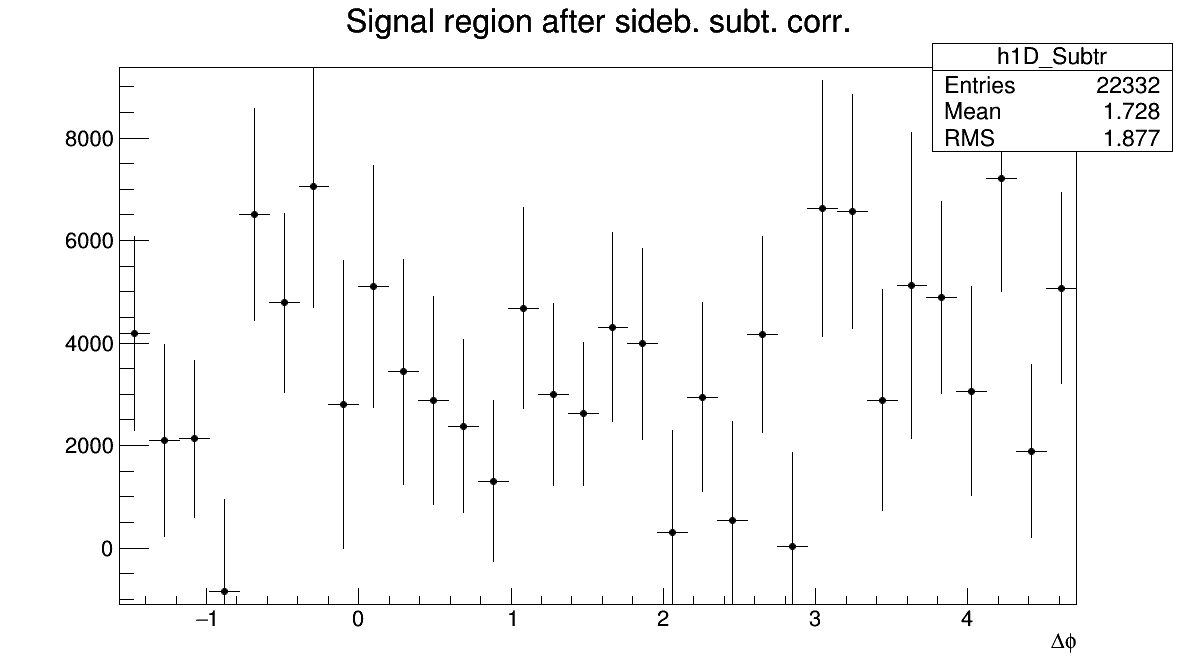 Signal region after sideb. subt. corr.
h1D_Subtr
Entries 22332
Mean 1.728
RMS 1.877
8000
6000
4000
2000
0
−1 0 1 2 3 4
Δϕ